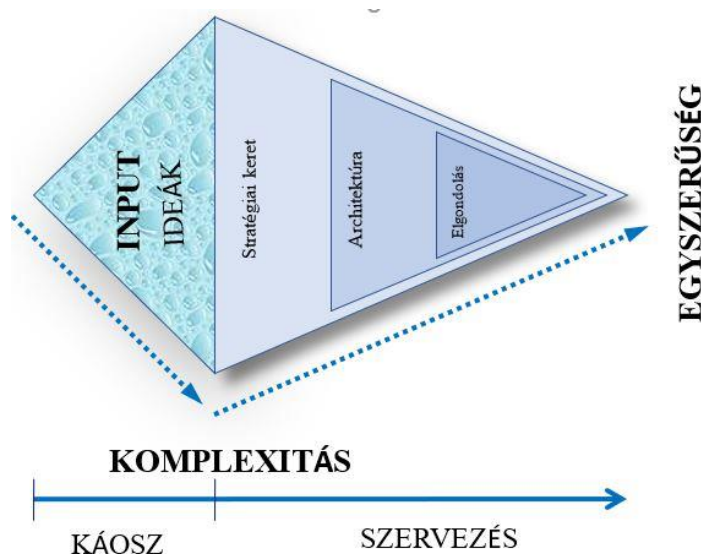 INPUT
IDEÁK
Stratégiai keret
Architektúra
Elgondolás
EGYSZERŰSÉG
KOMPLEXITÁS
KÁOSZ
SZERVEZÉS